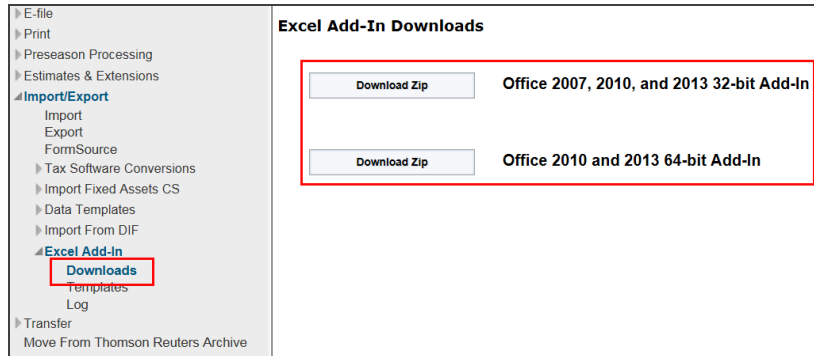 E-file
Print
Preseason Processing
Estimates & Extensions
Import/Export
Import
Export
FormSource
Tax Software Conversions
Import Fixed Assets CS
Data Templates
Import From DIF
Excel Add-In
Downloads
Templates
Log
Transfer
Move From Thomson Reuters Archive
Excel Add-In Downloads
Download Zip Office 2007, 2010, and 2013 32-bit Add-In
Download Zip Office 2010 and 2013 64-bit Add-In